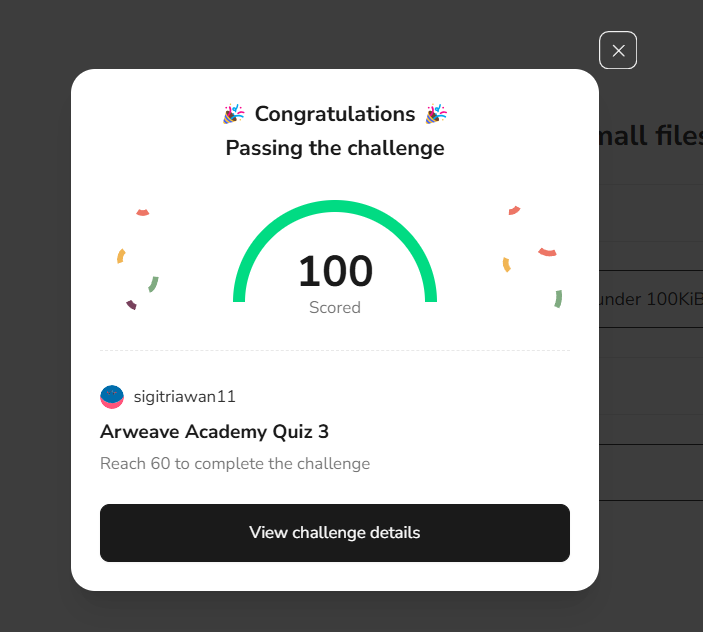 🎉 Congratulations 🎉
Passing the challenge
mall files
100
Scored
under 100KiB
sigitriawan11
Arweave Academy Quiz 3
Reach 60 to complete the challenge
View challenge details